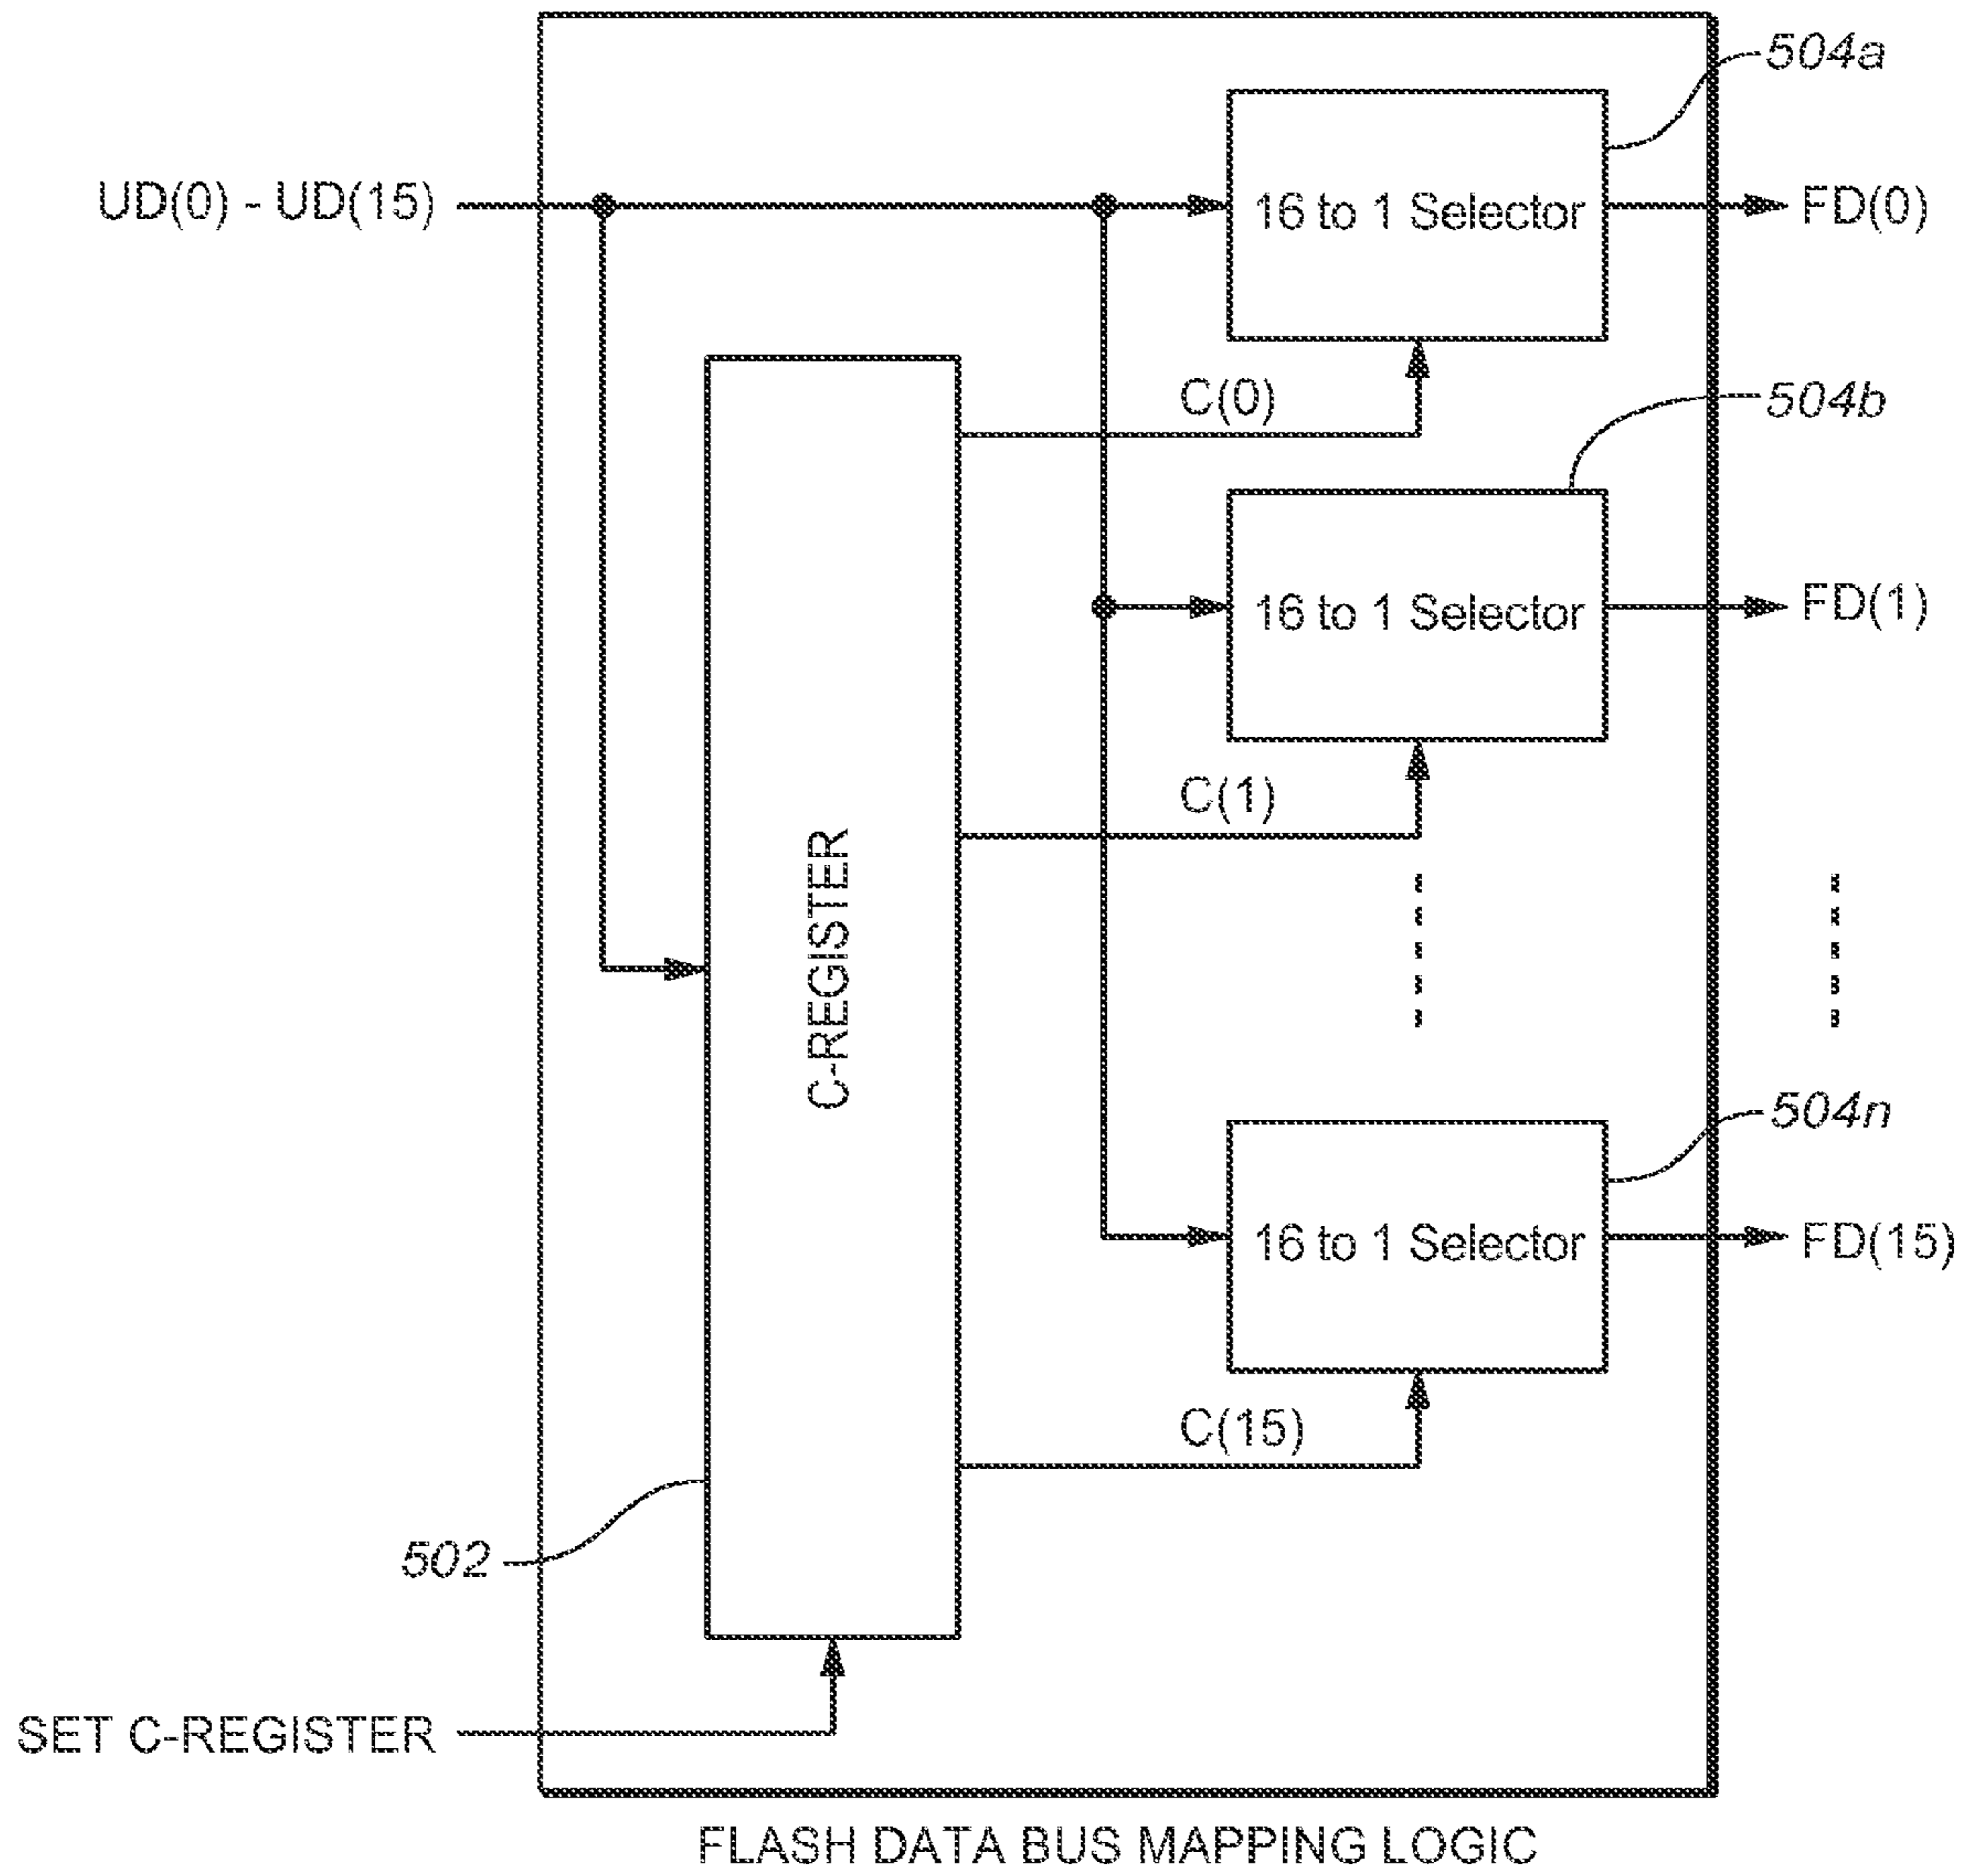 504a
UD(0) - UD(15)
16 to 1 Selector
FD(0)
C(0)
504b
16 to 1 Selector
FD(1)
C(1)
C-REGISTER
504n
16 to 1 Selector
FD(15)
C(15)
502
SET C-REGISTER
FLASH DATA BUS MAPPING LOGIC